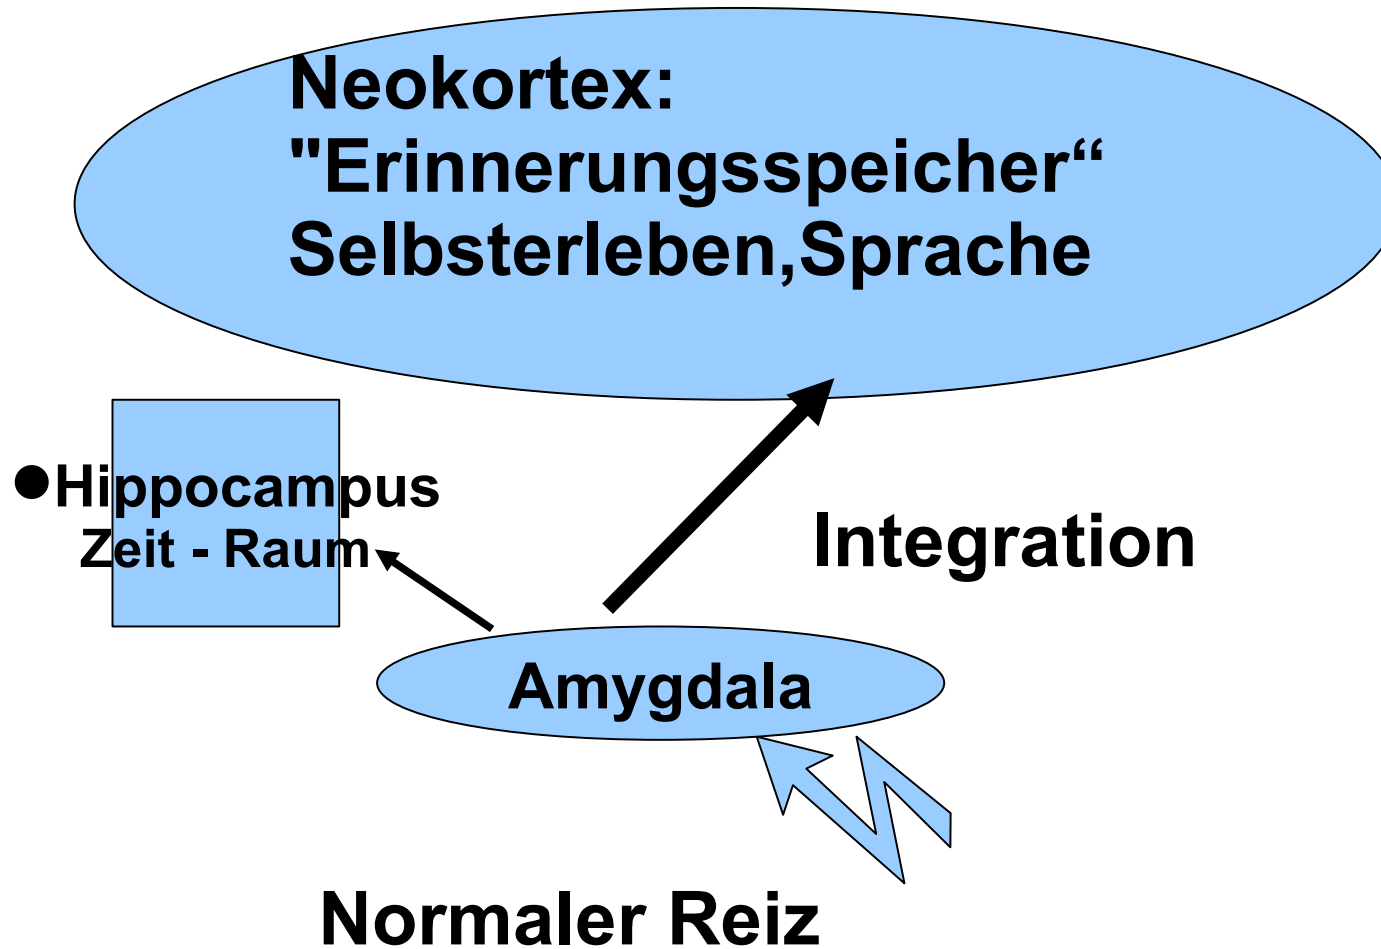 Neokortex:
"Erinnerungsspeicher“
Selbsterleben,Sprache
●Hippocampus
Zeit - Raum
Integration
Amygdala
Normaler Reiz